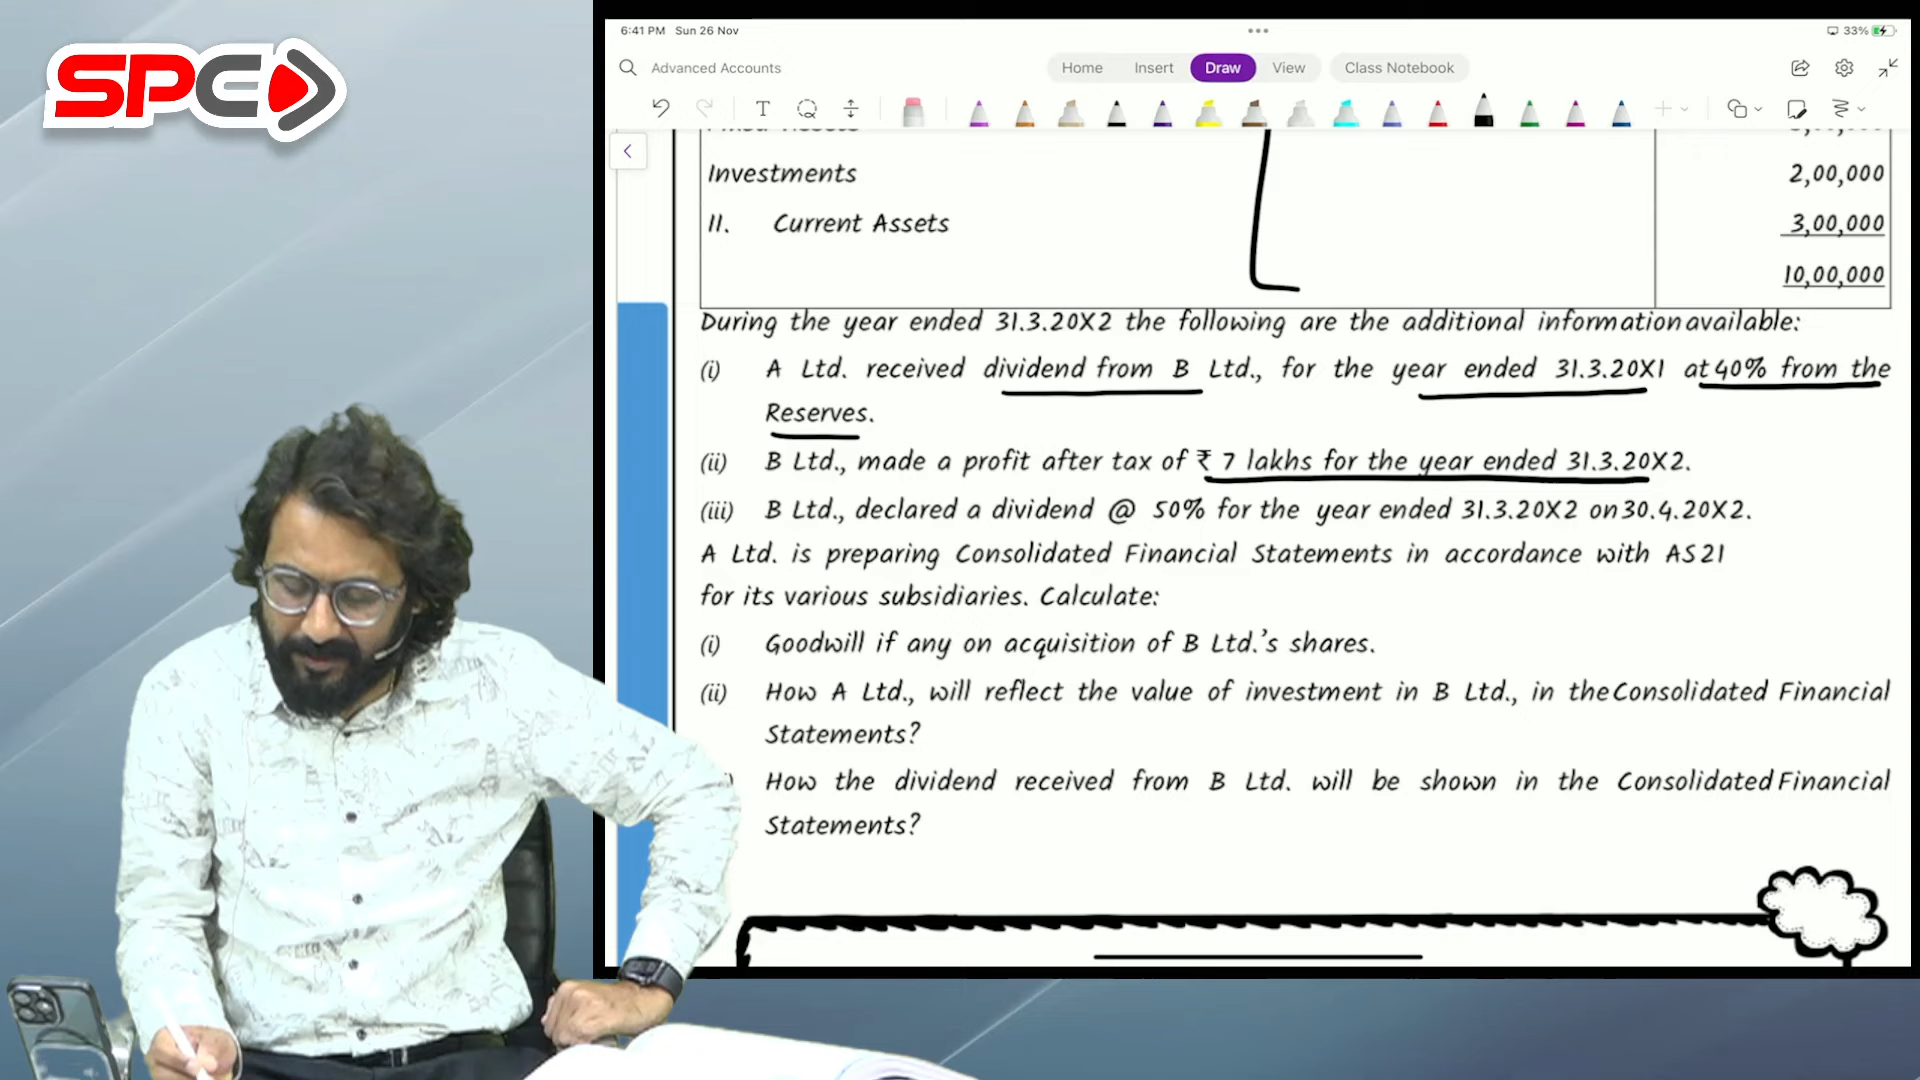 SPE
6:41 PM Sun 26 Nov
33%
Advanced Accounts
Home Insert Draw View Class Notebook
T
Investments 2,00,000
II. Current Assets 3,00,000
10,00,000
During the year ended 31.3.20X2 the following are the additional information available:
(i) A Ltd. received dividend from B Ltd., for the year ended 31.3.20X1 at 40% from the
Reserves.
(ii) B Ltd., made a profit after tax of ₹ 7 lakhs for the year ended 31.3.20X2.
(iii) B Ltd., declared a dividend @ 50% for the year ended 31.3.20X2 on 30.4.20X2.
A Ltd. is preparing Consolidated Financial Statements in accordance with AS 21
for its various subsidiaries. Calculate:
(i) Goodwill if any on acquisition of B Ltd.'s shares.
(ii) How A Ltd., will reflect the value of investment in B Ltd., in the Consolidated Financial
Statements?
How the dividend received from B Ltd. will be shown in the Consolidated Financial
Statements?